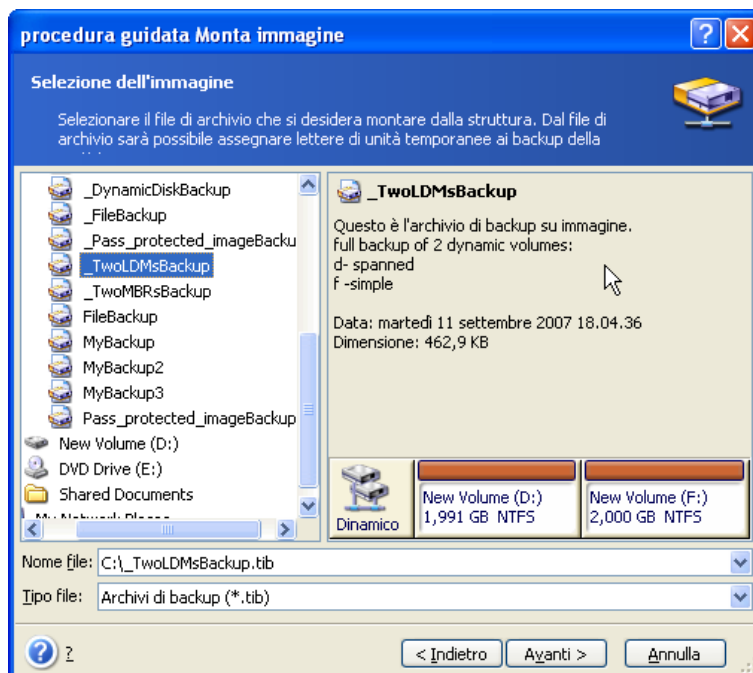 procedura guidata Monta immagine
Selezione dell'immagine
Selezionare il file di archivio che si desidera montare dalla struttura. Dal file di
archivio sarà possibile assegnare lettere di unità temporanee ai backup della
_DynamicDiskBackup
_FileBackup
_Pass_protected_imageBacku
_TwoLDMsBackup
_TwoMBRsBackup
FileBackup
MyBackup
MyBackup2
MyBackup3
Pass_protected_imageBackup
New Volume (D:)
DVD Drive (E:)
Shared Documents
My Network Places
_TwoLDMsBackup
Questo è l'archivio di backup su immagine.
full backup of 2 dynamic volumes:
d- spanned
f -simple
Data: martedì 11 settembre 2007 18.04.36
Dimensione: 462,9 KB
Dinamico
New Volume (D:)
1,991 GB NTFS
New Volume (F:)
2,000 GB NTFS
Nome file: C:\_TwoLDMsBackup.tib
Tipo file: Archivi di backup (*.tib)
?
< Indietro
Avanti >
Annulla